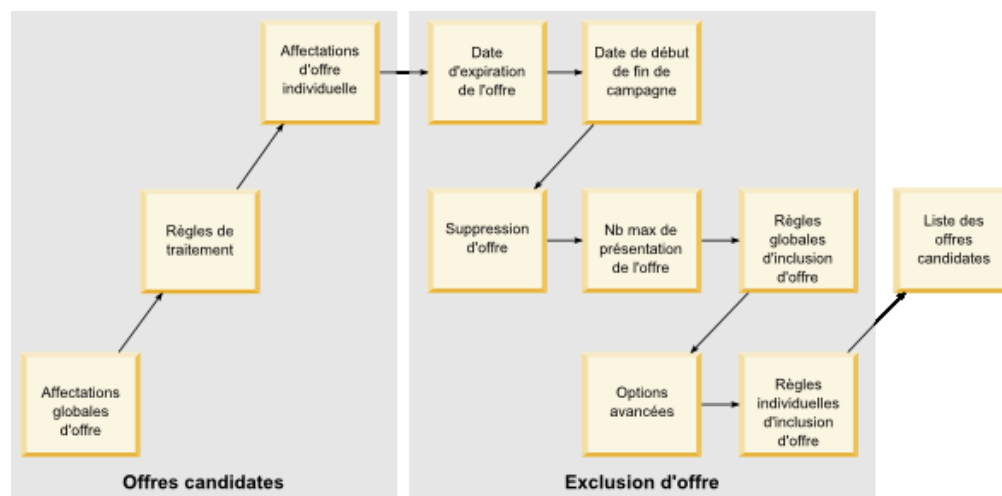 Affectations
d'offre
individuelle
Date
d'expiration
de l'offre
Date de début
de fin de
campagne
Règles de
traitement
Suppression
d'offre
Nb max de
présentation
de l'offre
Règles
globales
d'inclusion
d'offre
Liste des
offres
candidates
Affectations
globales
d'offre
Options
avancées
Règles
individuelles
d'inclusion
d'offre
Offres candidates
Exclusion d'offre